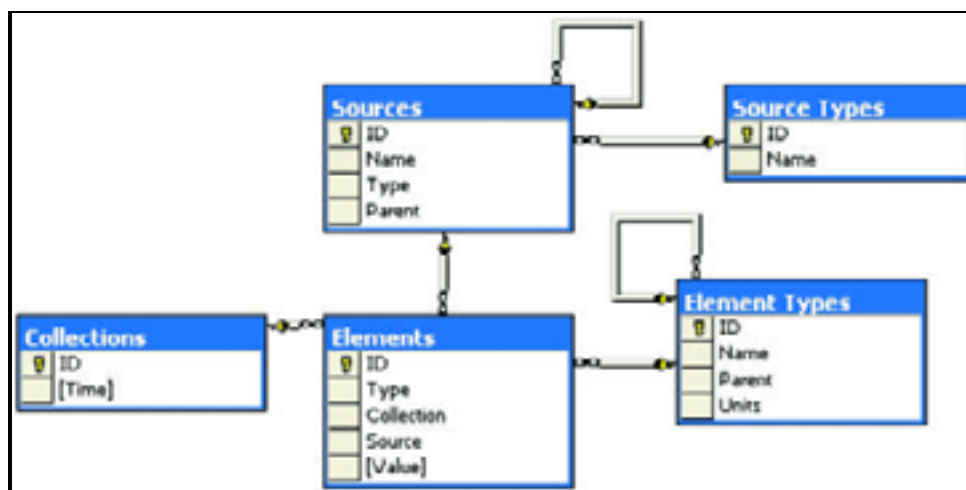 Sources
ID
Name
Type
Parent
Source Types
ID
Name
Collections
ID
[Time]
Elements
ID
Type
Collection
Source
[Value]
Element Types
ID
Name
Parent
Units